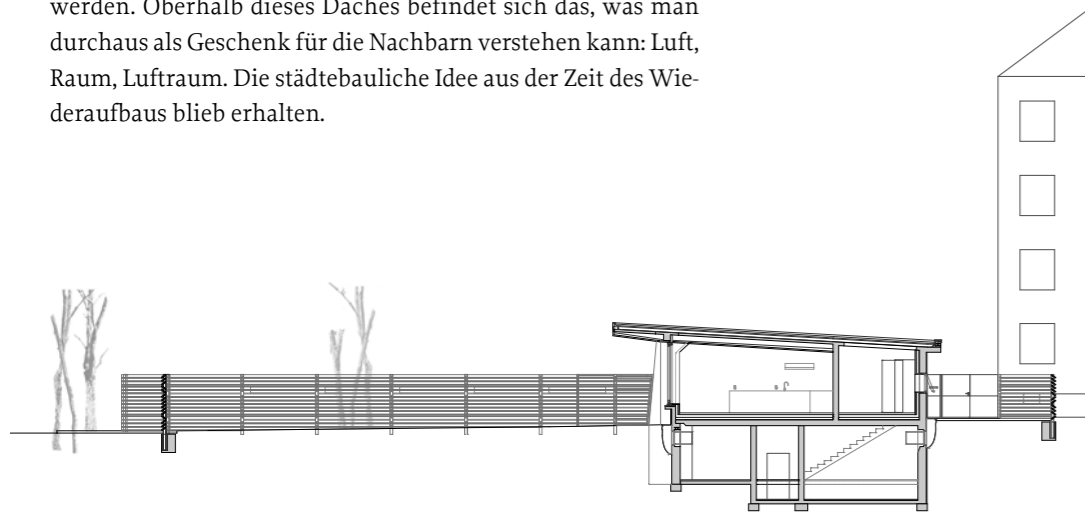 werden. Oberhalb dieses Daches befindet sich das, was man
durchaus als Geschenk für die Nachbarn verstehen kann: Luft,
Raum, Luftraum. Die städtebauliche Idee aus der Zeit des Wie-
deraufbaus blieb erhalten.